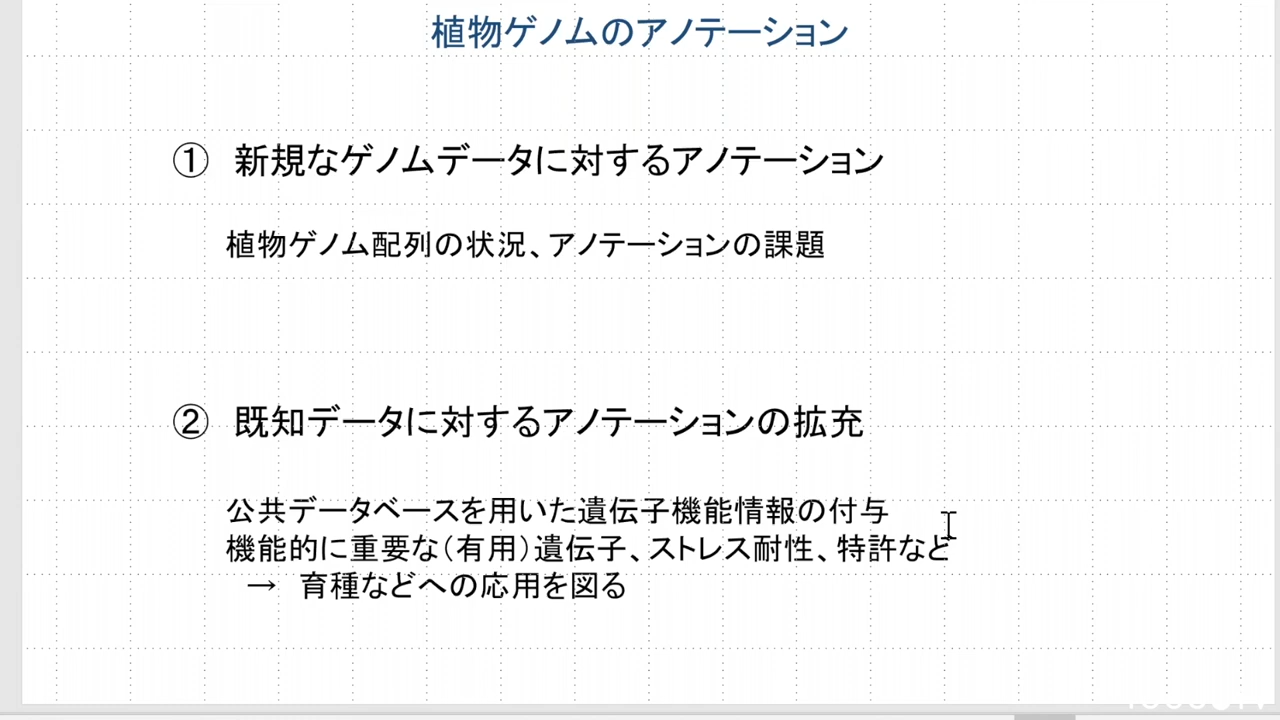 植物ゲノムのアノテーション
① 新規なゲノムデータに対するアノテーション
植物ゲノム配列の状況、アノテーションの課題
② 既知データに対するアノテーションの拡充
公共データベースを用いた遺伝子機能情報の付与
機能的に重要な（有用）遺伝子、ストレス耐性、特許など
→ 育種などへの応用を図る